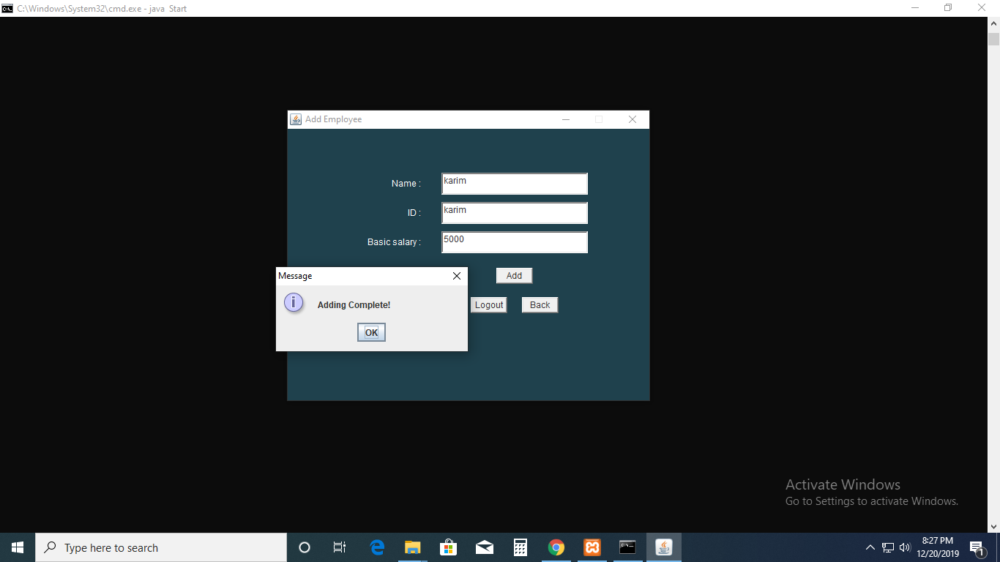 C:\Windows\System32\cmd.exe - java  Start
Add Employee
Name :
karim
ID :
karim
Basic salary :
5000
Add
Logout
Back
Message
Adding Complete!
OK
Activate Windows
Go to Settings to activate Windows.
Type here to search
8:27 PM
12/20/2019
1